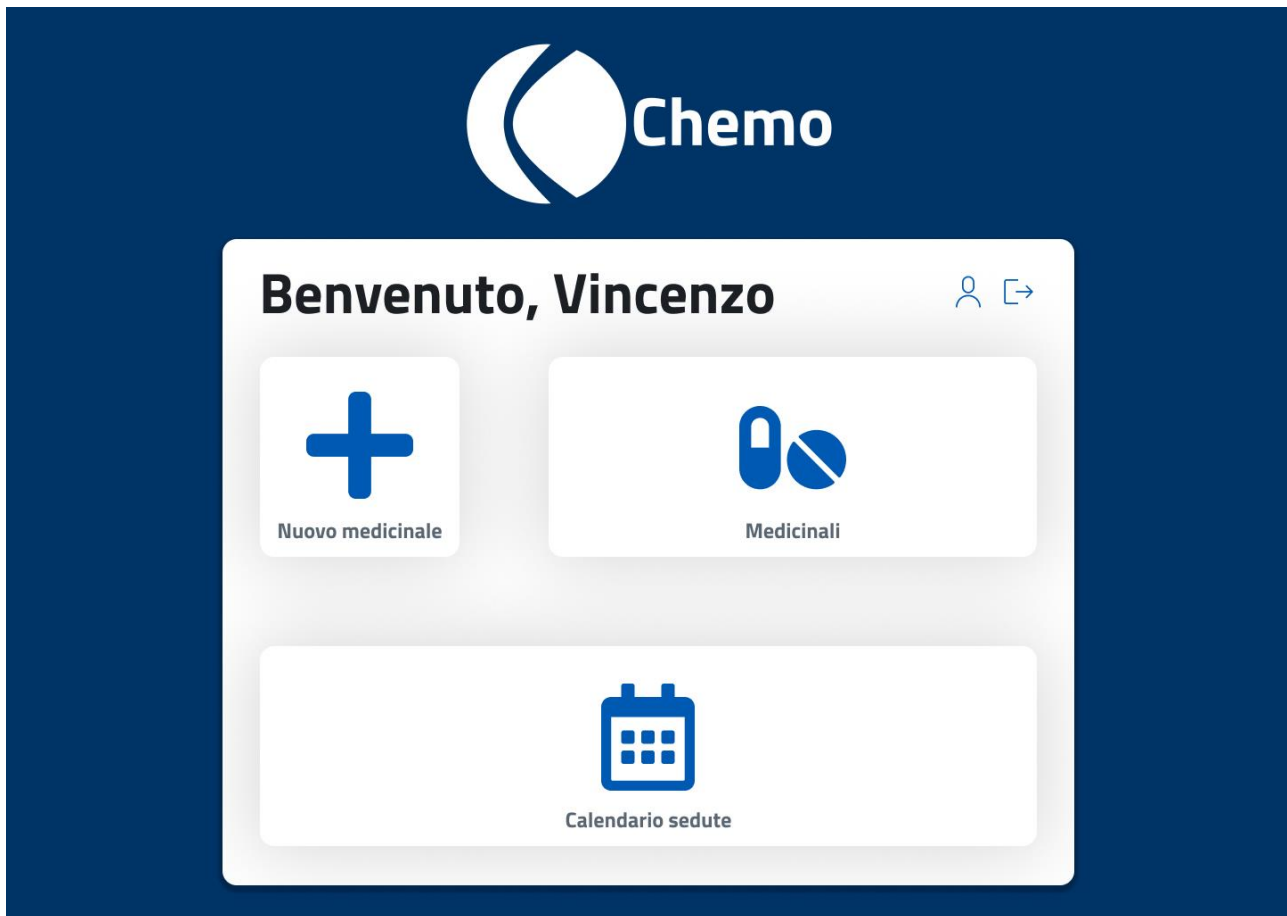 Chemo
Benvenuto, Vincenzo
Nuovo medicinale
Medicinali
Calendario sedute